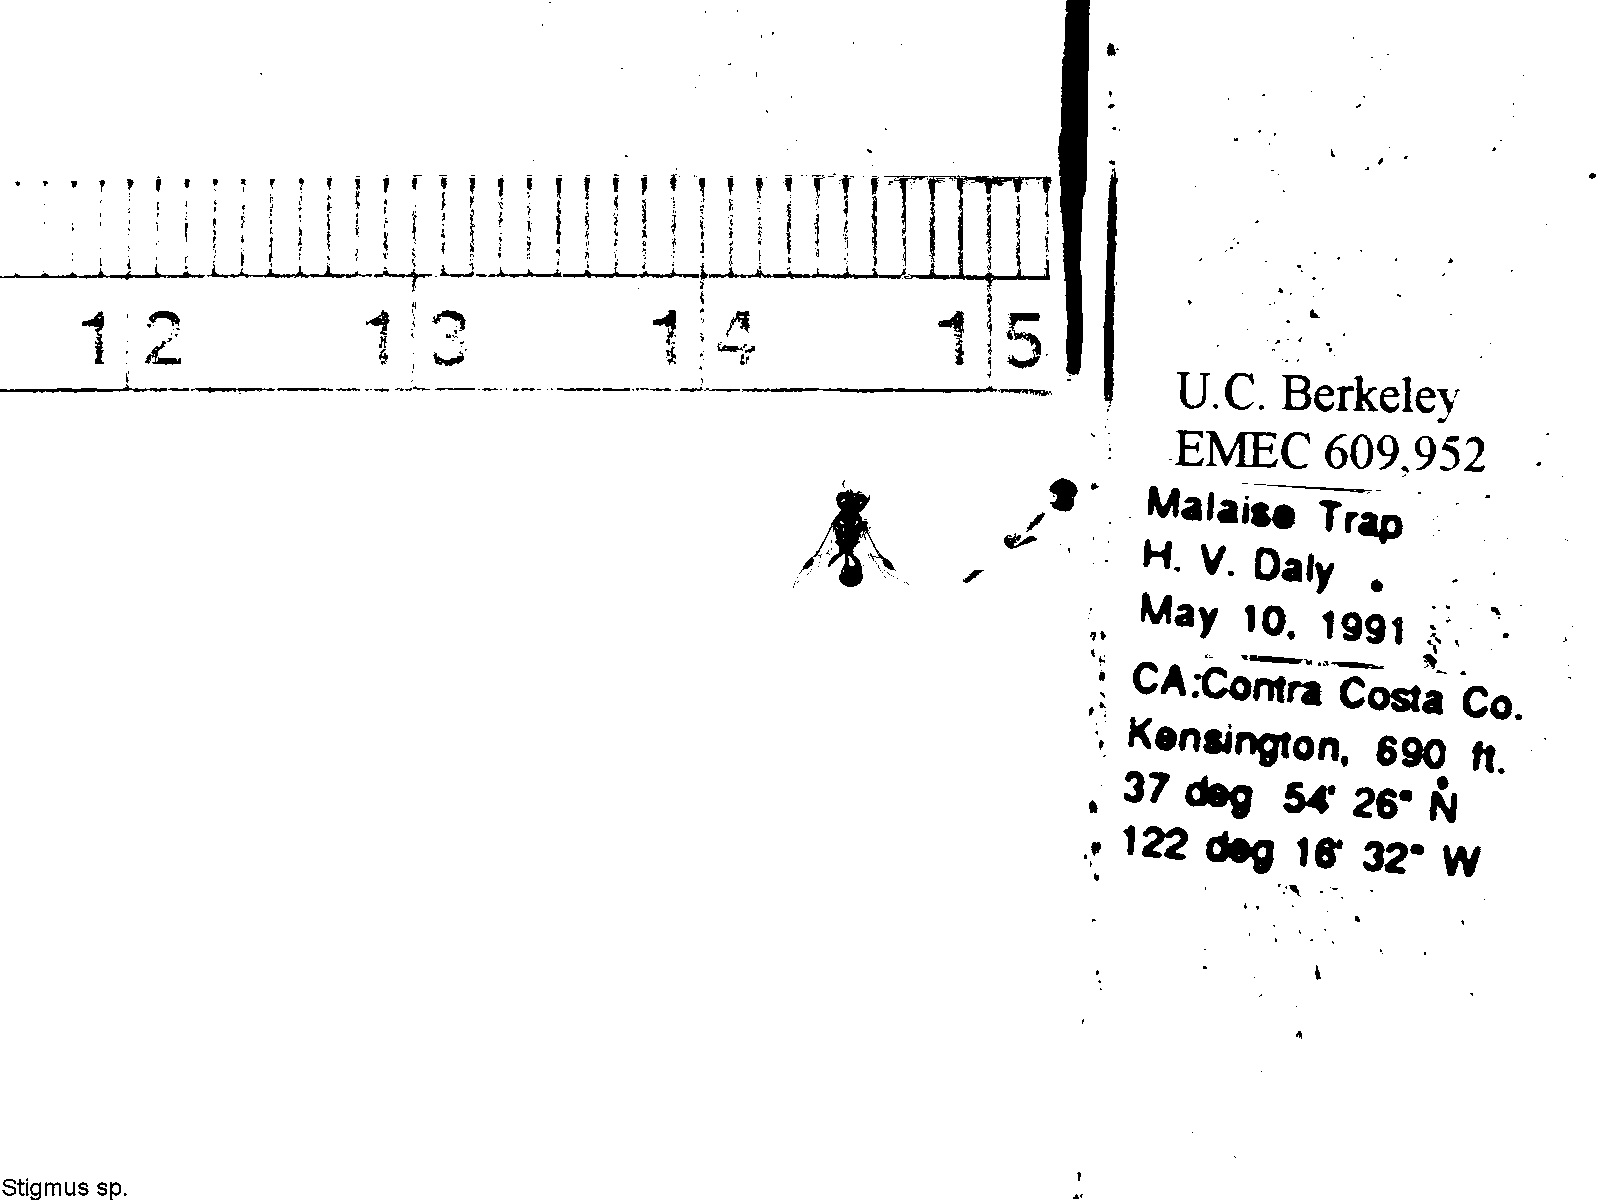 12 13 14 15
U.C. Berkeley
EMEC 609,952
Malaise Trap
H. V. Daly
May 10, 1991
CA:Contra Costa Co.
Kensington, 690 ft.
37 deg 54' 26" N
122 deg 16' 32" W
Stigmus sp.